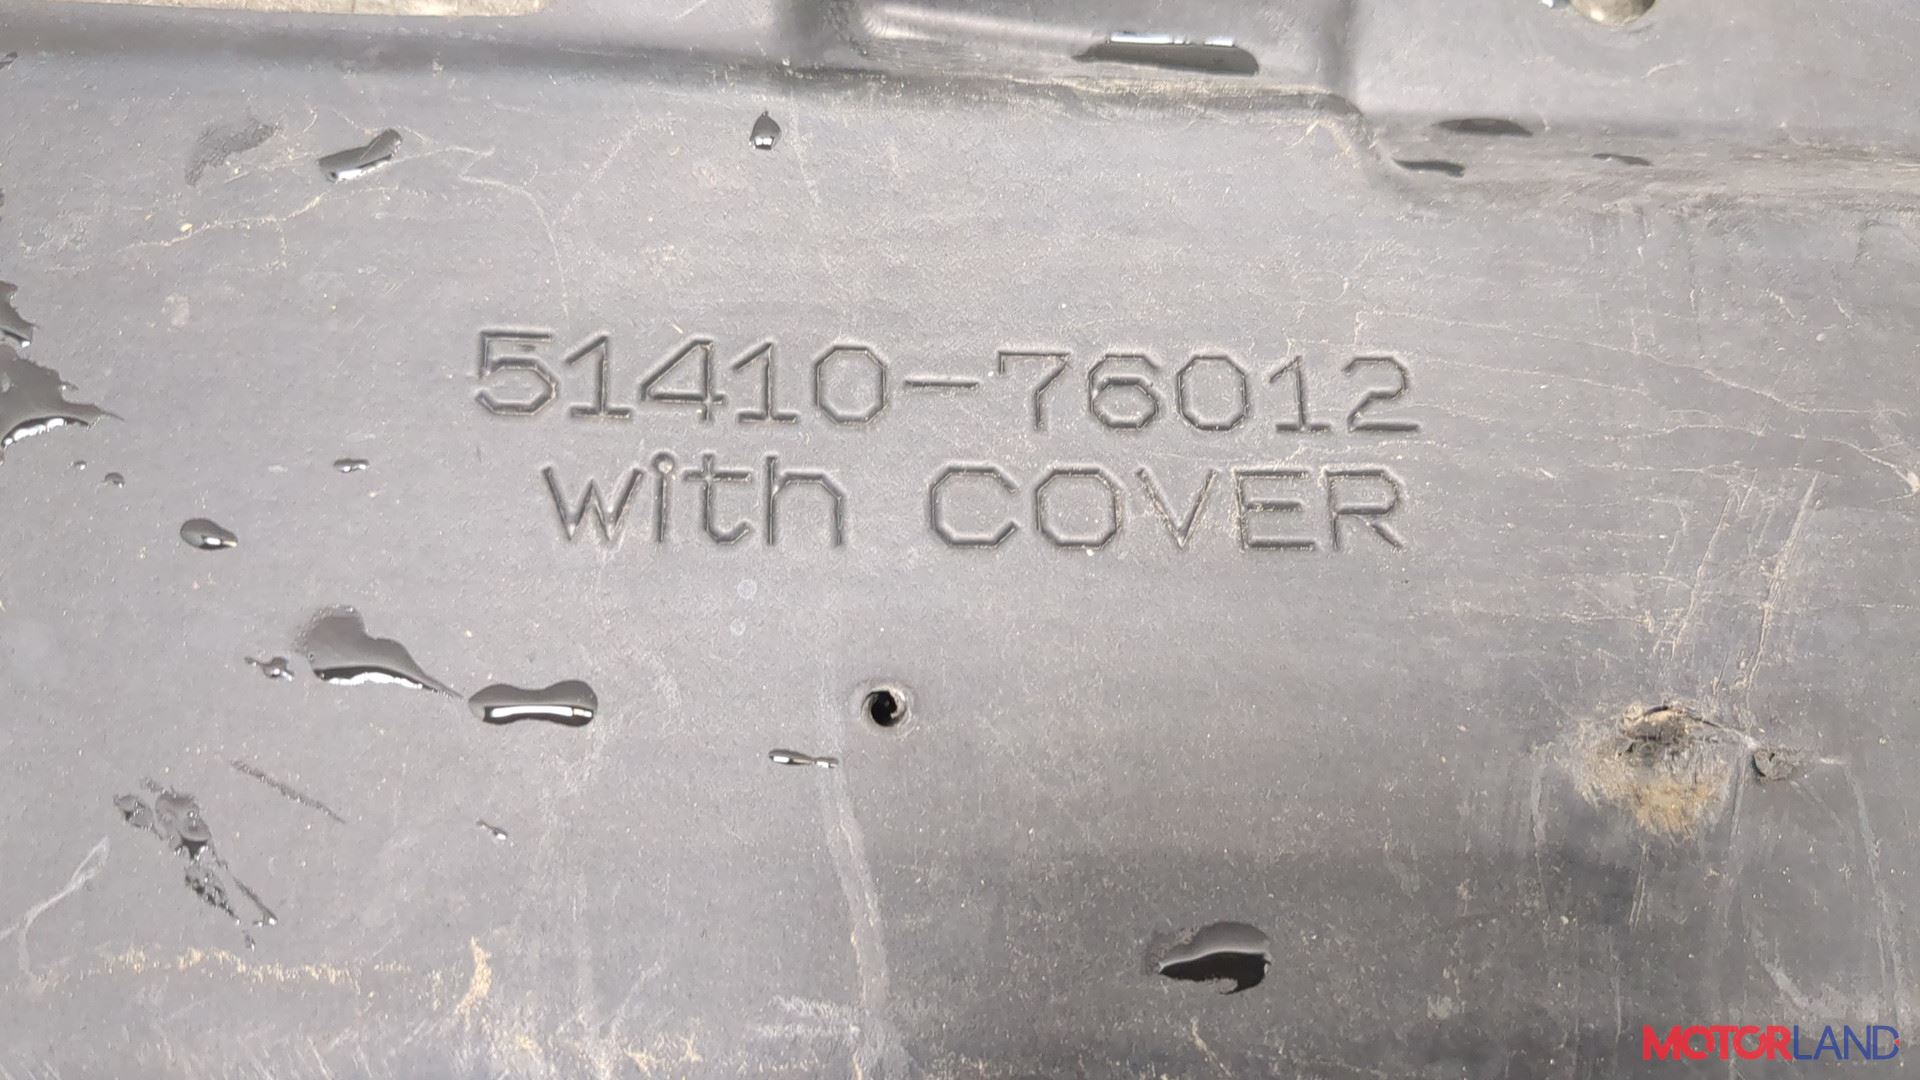 51410-76012
with COVER
MOTORLAND